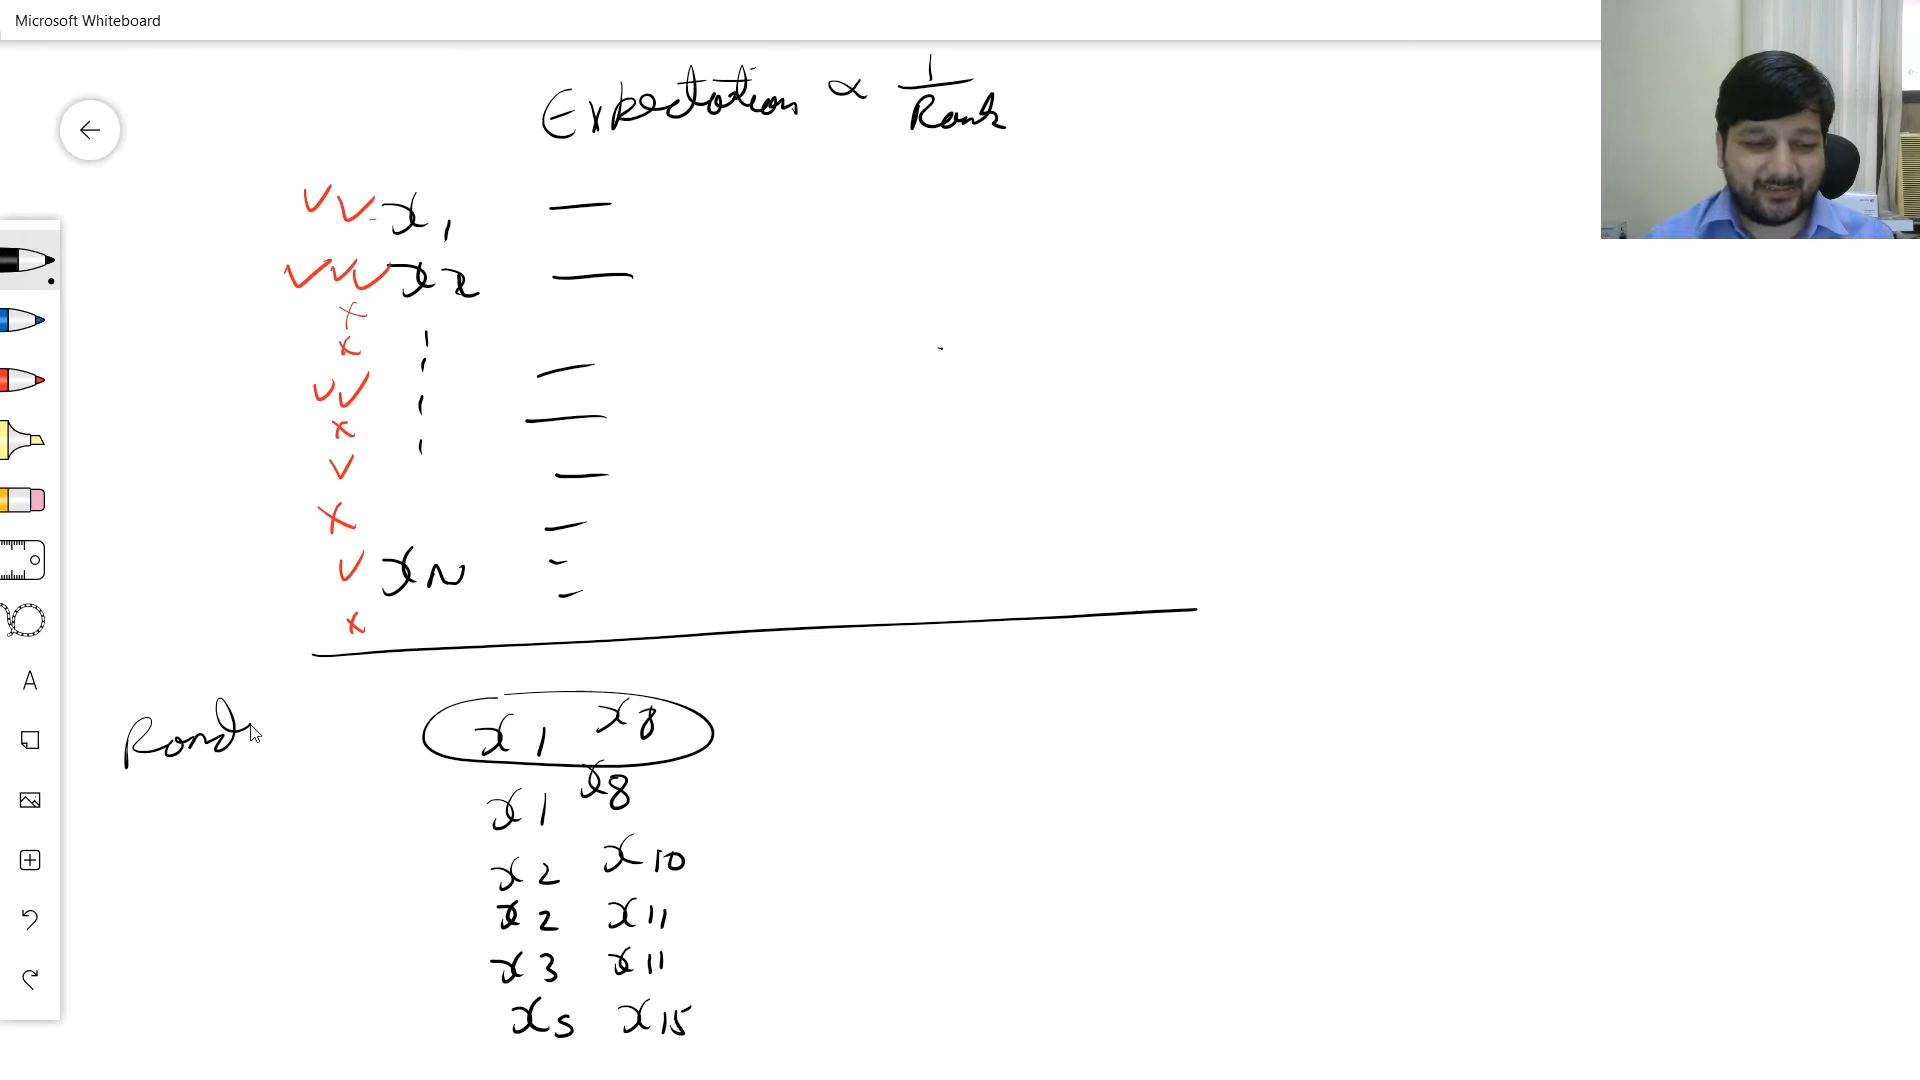 Microsoft Whiteboard
Expectation ∝ 1/Rank
✓✓ x1 —
✓✓✓ x2 —
×
×
✓✓ —
× —
✓ —
× —
✓ xN -
× -
x1 x8
x1 x8
x2 x10
x2 x11
x3 x11
x5 x15
A